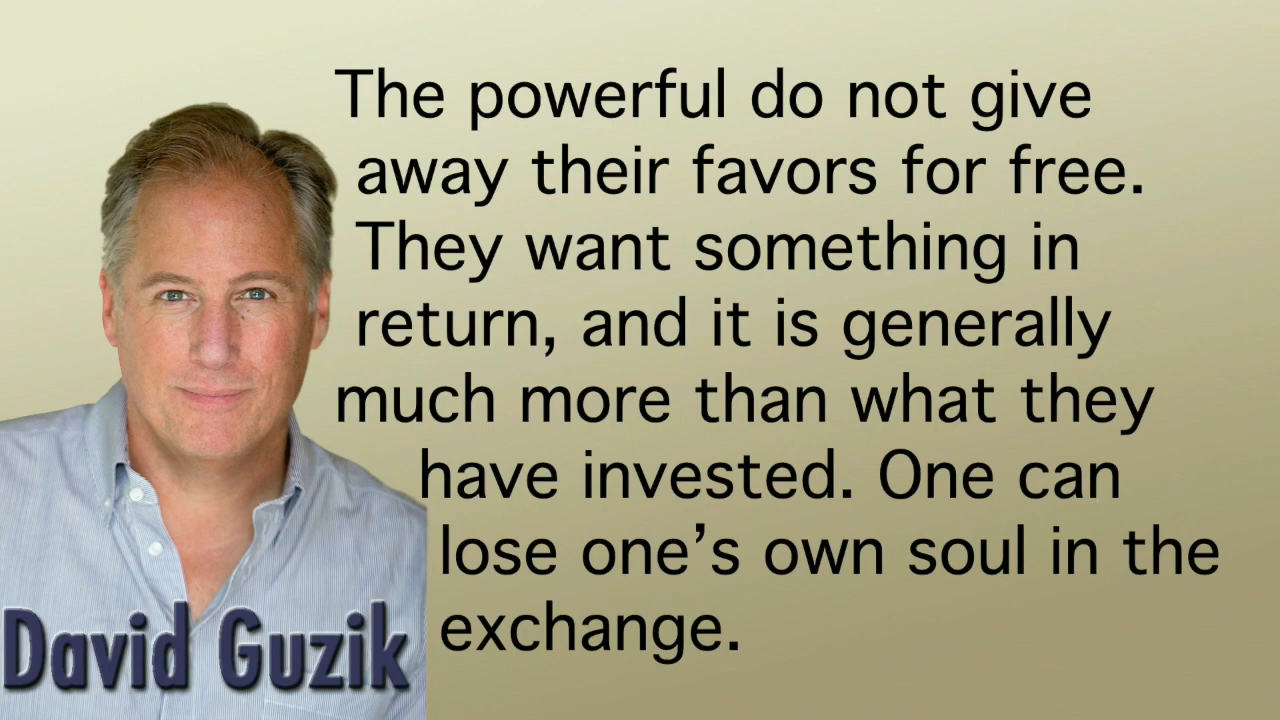 The powerful do not give
away their favors for free.
They want something in
return, and it is generally
much more than what they
have invested. One can
lose one’s own soul in the
exchange.
David Guzik